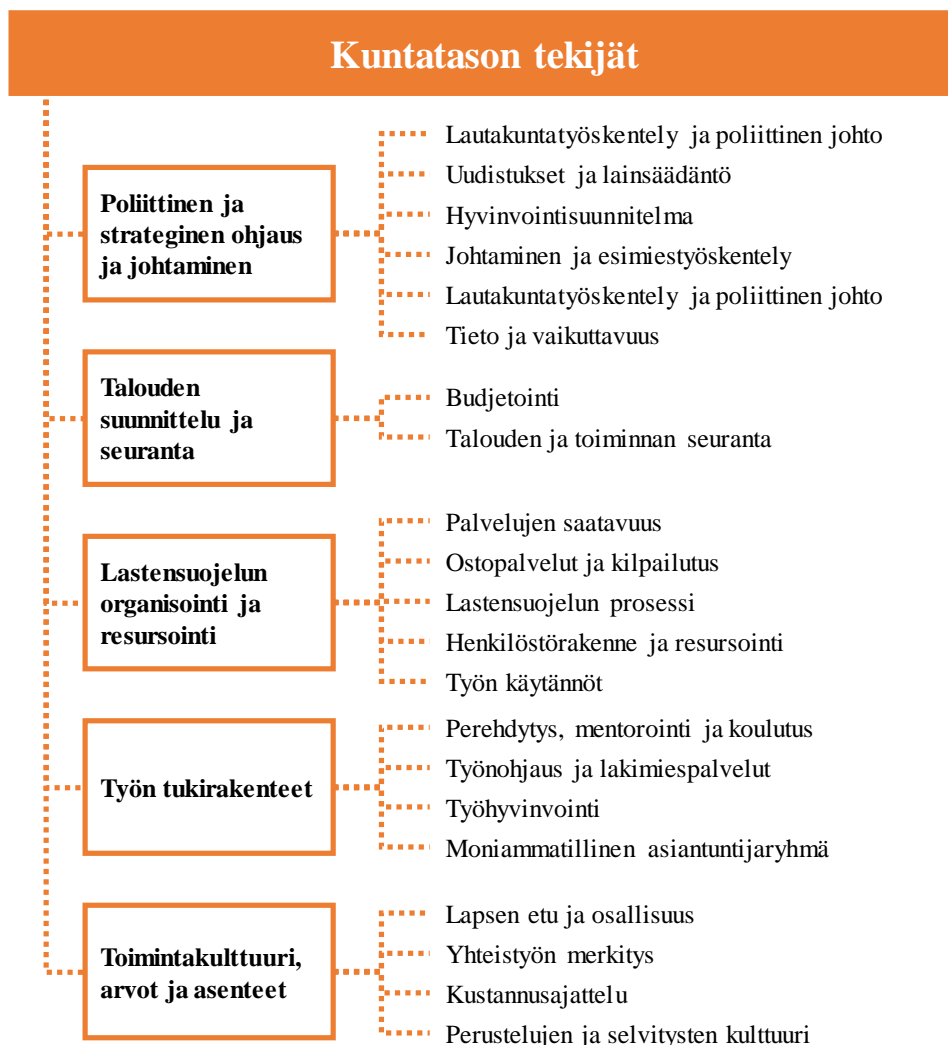 Kuntatason tekijät
Poliittinen ja
strateginen ohjaus
ja johtaminen
Lautakuntatyöskentely ja poliittinen johto
Uudistukset ja lainsäädäntö
Hyvinvointisuunnitelma
Johtaminen ja esimiestyöskentely
Lautakuntatyöskentely ja poliittinen johto
Tieto ja vaikuttavuus
Talouden
suunnittelu ja
seuranta
Budjetointi
Talouden ja toiminnan seuranta
Lastensuojelun
organisointi ja
resursointi
Palvelujen saatavuus
Ostopalvelut ja kilpailutus
Lastensuojelun prosessi
Henkilöstörakenne ja resursointi
Työn käytännöt
Työn tukirakenteet
Perehdytys, mentorointi ja koulutus
Työnohjaus ja lakimiespalvelut
Työhyvinvointi
Moniammatillinen asiantuntijaryhmä
Toimintakulttuuri,
arvot ja asenteet
Lapsen etu ja osallisuus
Yhteistyön merkitys
Kustannusajattelu
Perustelujen ja selvitysten kulttuuri